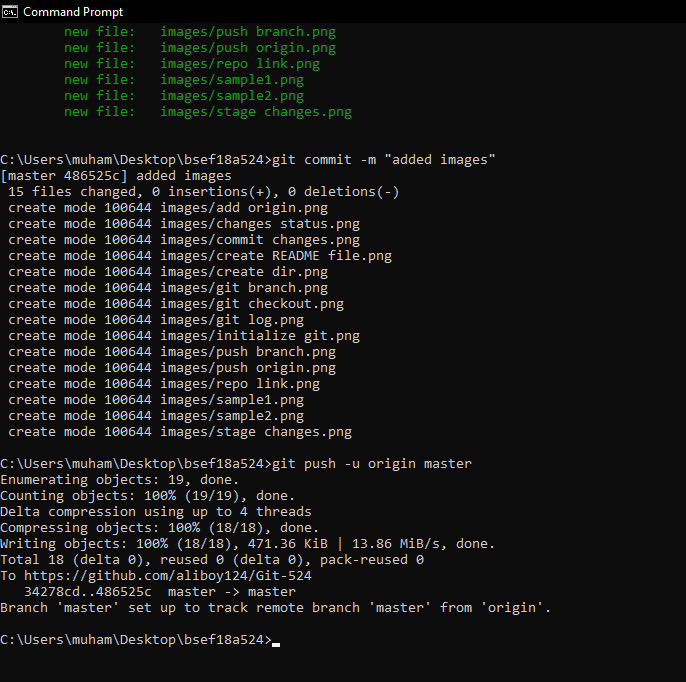 Command Prompt
new file:   images/push branch.png
new file:   images/push origin.png
new file:   images/repo link.png
new file:   images/sample1.png
new file:   images/sample2.png
new file:   images/stage changes.png
C:\Users\muham\Desktop\bsef18a524>git commit -m "added images"
[master 486525c] added images
 15 files changed, 0 insertions(+), 0 deletions(-)
 create mode 100644 images/add origin.png
 create mode 100644 images/changes status.png
 create mode 100644 images/commit changes.png
 create mode 100644 images/create README file.png
 create mode 100644 images/create dir.png
 create mode 100644 images/git branch.png
 create mode 100644 images/git checkout.png
 create mode 100644 images/git log.png
 create mode 100644 images/initialize git.png
 create mode 100644 images/push branch.png
 create mode 100644 images/push origin.png
 create mode 100644 images/repo link.png
 create mode 100644 images/sample1.png
 create mode 100644 images/sample2.png
 create mode 100644 images/stage changes.png
C:\Users\muham\Desktop\bsef18a524>git push -u origin master
Enumerating objects: 19, done.
Counting objects: 100% (19/19), done.
Delta compression using up to 4 threads
Compressing objects: 100% (18/18), done.
Writing objects: 100% (18/18), 471.36 KiB | 13.86 MiB/s, done.
Total 18 (delta 0), reused 0 (delta 0), pack-reused 0
To https://github.com/aliboy124/Git-524
   34278cd..486525c  master -> master
Branch 'master' set up to track remote branch 'master' from 'origin'.
C:\Users\muham\Desktop\bsef18a524>